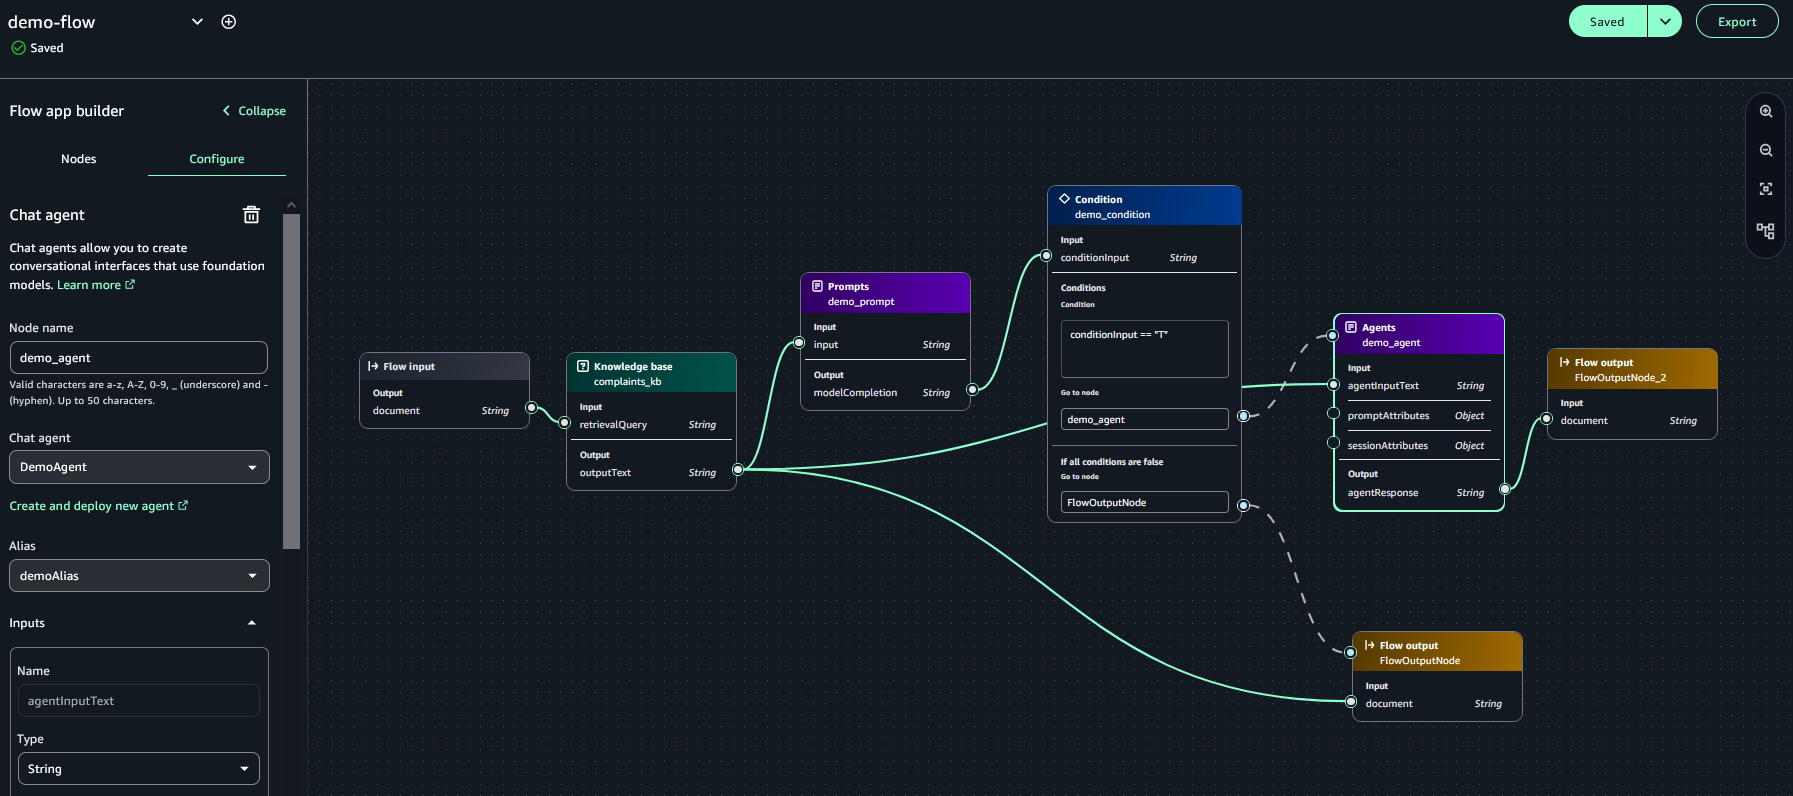 demo-flow
Saved
Saved
Export
Flow app builder
Collapse
Nodes
Configure
Chat agent
Chat agents allow you to create
conversational interfaces that use foundation
models. Learn more
Node name
demo_agent
Valid characters are a-z, A-Z, 0-9, _ (underscore) and -
(hyphen). Up to 50 characters.
Chat agent
DemoAgent
Create and deploy new agent
Alias
demoAlias
Inputs
Name
agentInputText
Type
String
Flow input
Output
document String
Knowledge base
complaints_kb
Input
retrievalQuery String
Output
outputText String
Prompts
demo_prompt
Input
input String
Output
modelCompletion String
Condition
demo_condition
Input
conditionInput String
Conditions
Condition
conditionInput == "T"
Go to node
demo_agent
If all conditions are false
Go to node
FlowOutputNode
Agents
demo_agent
Input
agentInputText String
promptAttributes Object
sessionAttributes Object
Output
agentResponse String
Flow output
FlowOutputNode_2
Input
document String
Flow output
FlowOutputNode
Input
document String